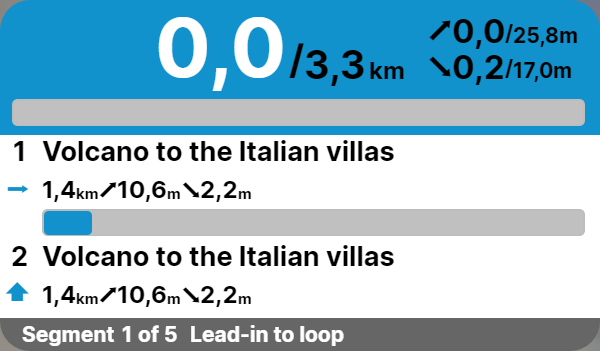 0,0/3,3 km ↗0,0/25,8m
↘0,2/17,0m
1 Volcano to the Italian villas
1,4km↗10,6m↘2,2m
2 Volcano to the Italian villas
1,4km↗10,6m↘2,2m
Segment 1 of 5 Lead-in to loop